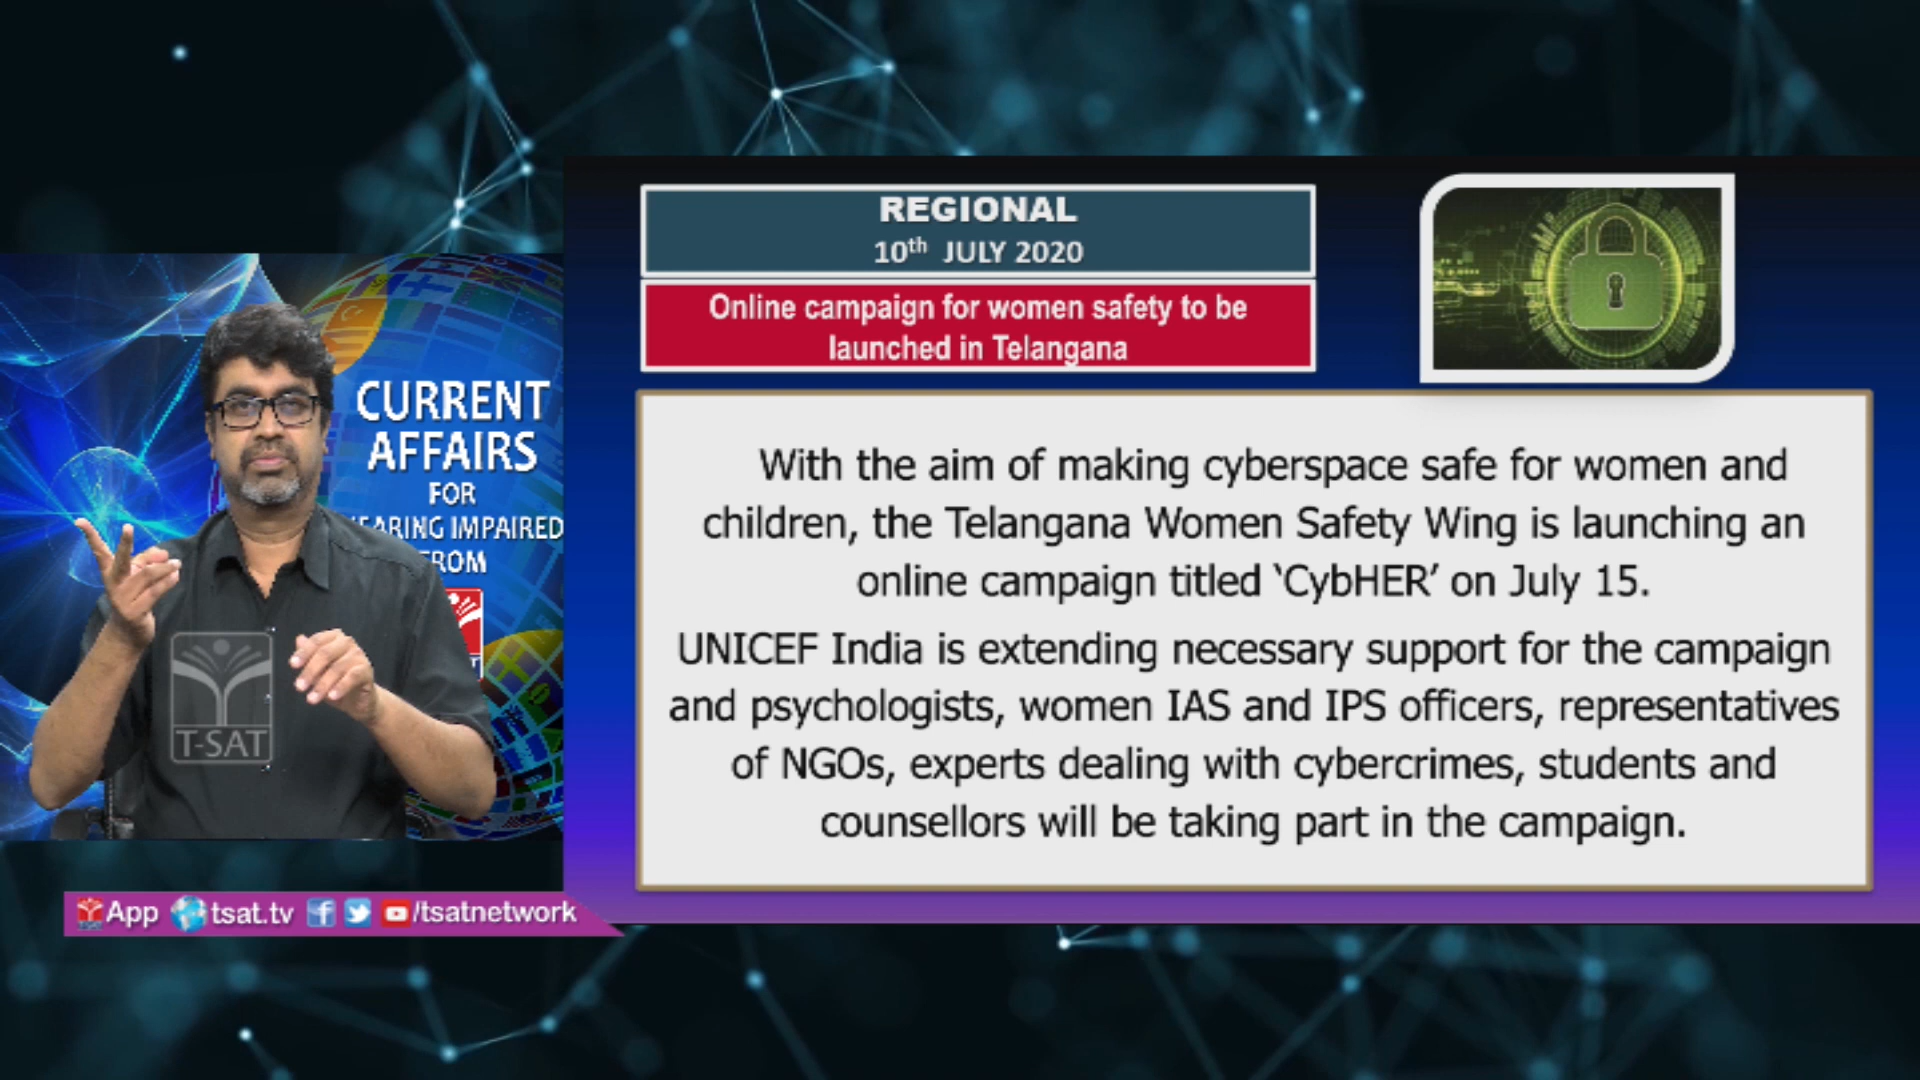 REGIONAL
10th JULY 2020
Online campaign for women safety to be
launched in Telangana
With the aim of making cyberspace safe for women and
children, the Telangana Women Safety Wing is launching an
online campaign titled ‘CybHER’ on July 15.
UNICEF India is extending necessary support for the campaign
and psychologists, women IAS and IPS officers, representatives
of NGOs, experts dealing with cybercrimes, students and
counsellors will be taking part in the campaign.
CURRENT
AFFAIRS
FOR
EARING IMPAIRED
FROM
T-SAT
App tsat.tv /tsatnetwork